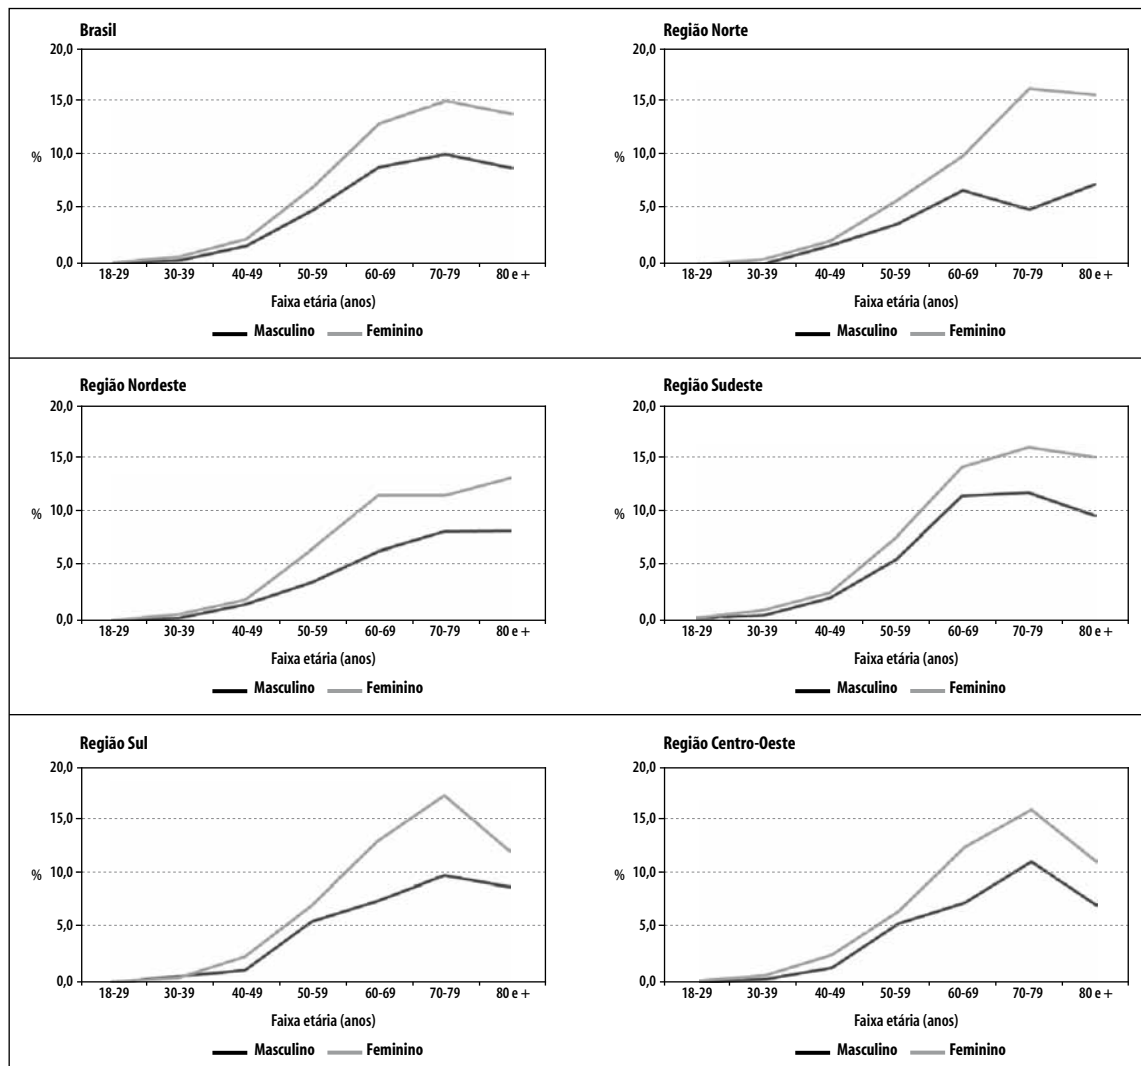 Brasil
20,0
15,0
10,0
5,0
0,0
%
18-29 30-39 40-49 50-59 60-69 70-79 80 e +
Faixa etária (anos)
Masculino Feminino
Região Norte
20,0
15,0
10,0
5,0
0,0
%
18-29 30-39 40-49 50-59 60-69 70-79 80 e +
Faixa etária (anos)
Masculino Feminino
Região Nordeste
20,0
15,0
10,0
5,0
0,0
%
18-29 30-39 40-49 50-59 60-69 70-79 80 e +
Faixa etária (anos)
Masculino Feminino
Região Sudeste
20,0
15,0
10,0
5,0
0,0
%
18-29 30-39 40-49 50-59 60-69 70-79 80 e +
Faixa etária (anos)
Masculino Feminino
Região Sul
20,0
15,0
10,0
5,0
0,0
%
18-29 30-39 40-49 50-59 60-69 70-79 80 e +
Faixa etária (anos)
Masculino Feminino
Região Centro-Oeste
20,0
15,0
10,0
5,0
0,0
%
18-29 30-39 40-49 50-59 60-69 70-79 80 e +
Faixa etária (anos)
Masculino Feminino